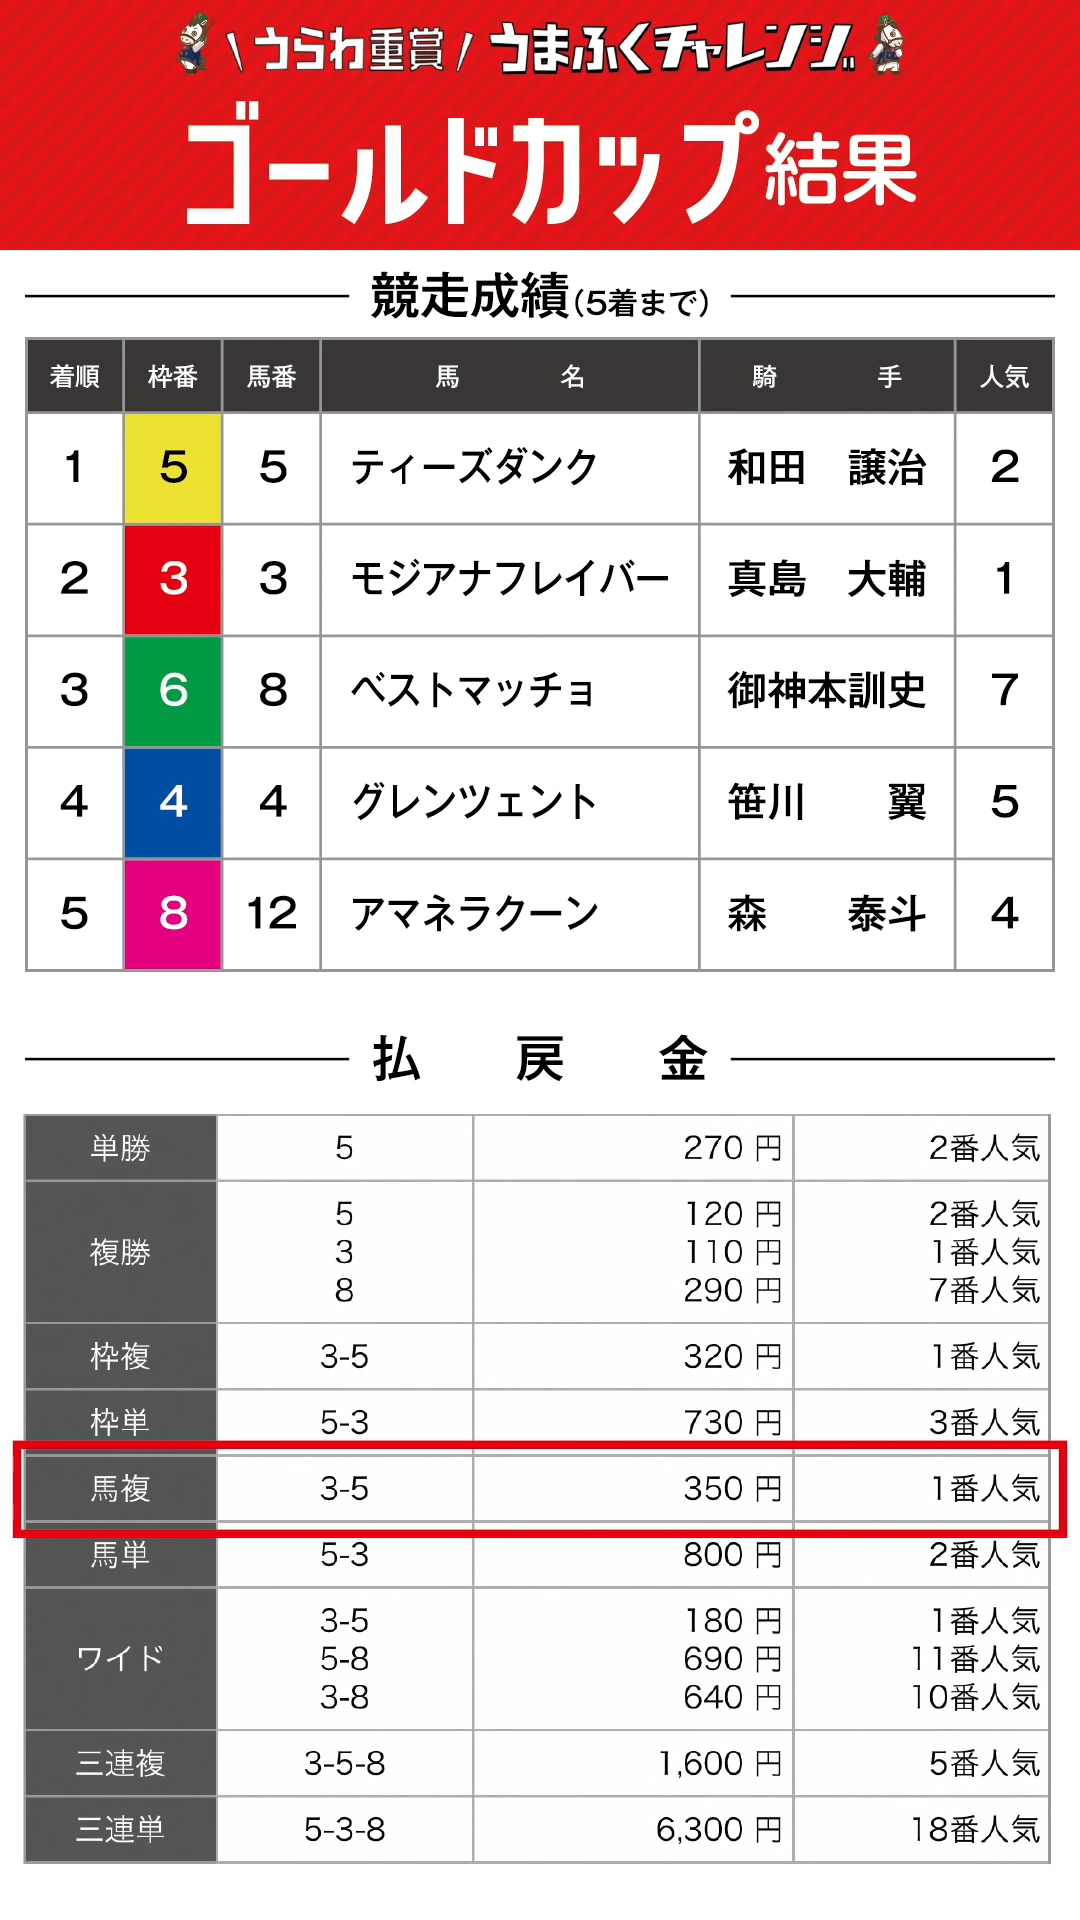 \うらわ重賞/ うまふくチャレンジ!!
ゴールドカップ結果
競走成績(5着まで)
着順 枠番 馬番 馬名 騎手 人気
1 5 5 ティーズダンク 和田 譲治 2
2 3 3 モジアナフレイバー 真島 大輔 1
3 6 8 ベストマッチョ 御神本訓史 7
4 4 4 グレンツェント 笹川 翼 5
5 8 12 アマネラクーン 森 泰斗 4
払戻金
単勝 5 270 円 2番人気
複勝 5 120 円 2番人気
3 110 円 1番人気
8 290 円 7番人気
枠複 3-5 320 円 1番人気
枠単 5-3 730 円 3番人気
馬複 3-5 350 円 1番人気
馬単 5-3 800 円 2番人気
ワイド 3-5 180 円 1番人気
5-8 690 円 11番人気
3-8 640 円 10番人気
三連複 3-5-8 1,600 円 5番人気
三連単 5-3-8 6,300 円 18番人気